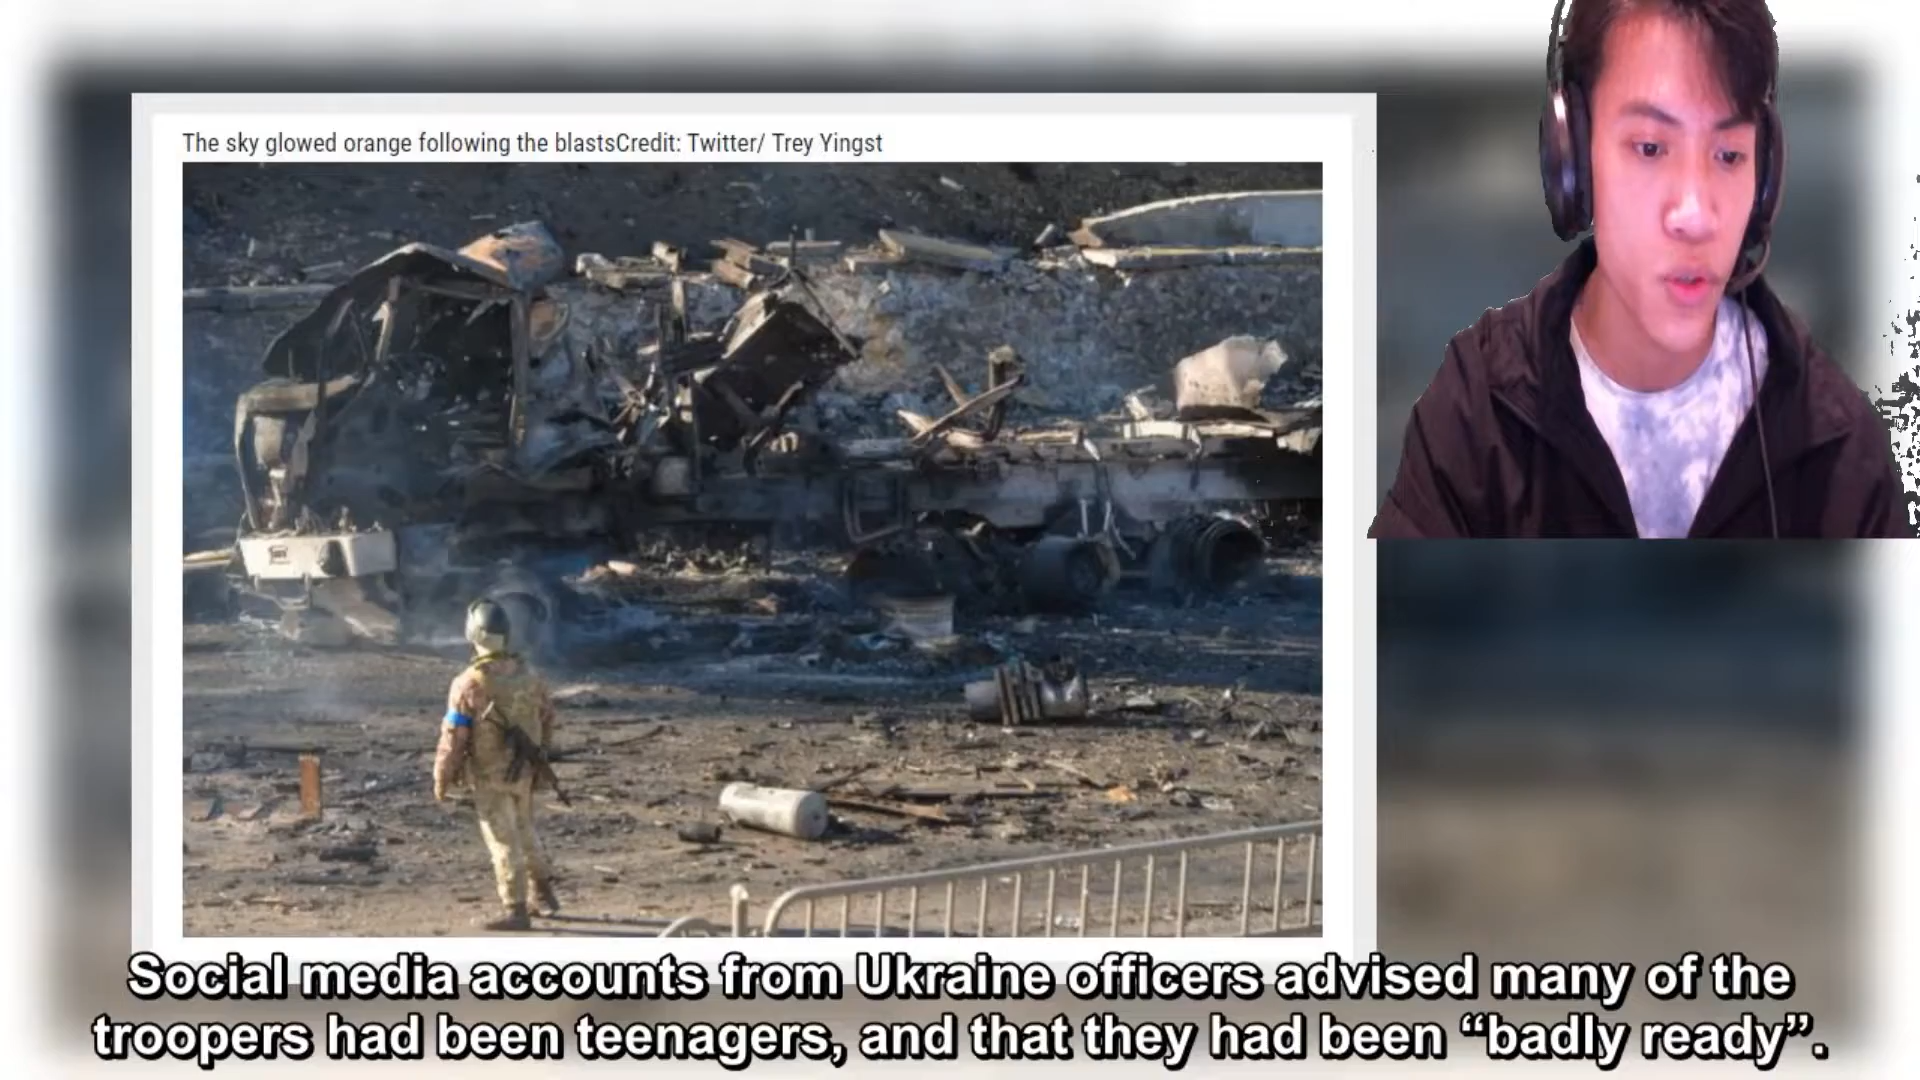 The sky glowed orange following the blastsCredit: Twitter/ Trey Yingst
Social media accounts from Ukraine officers advised many of the
troopers had been teenagers, and that they had been “badly ready”.